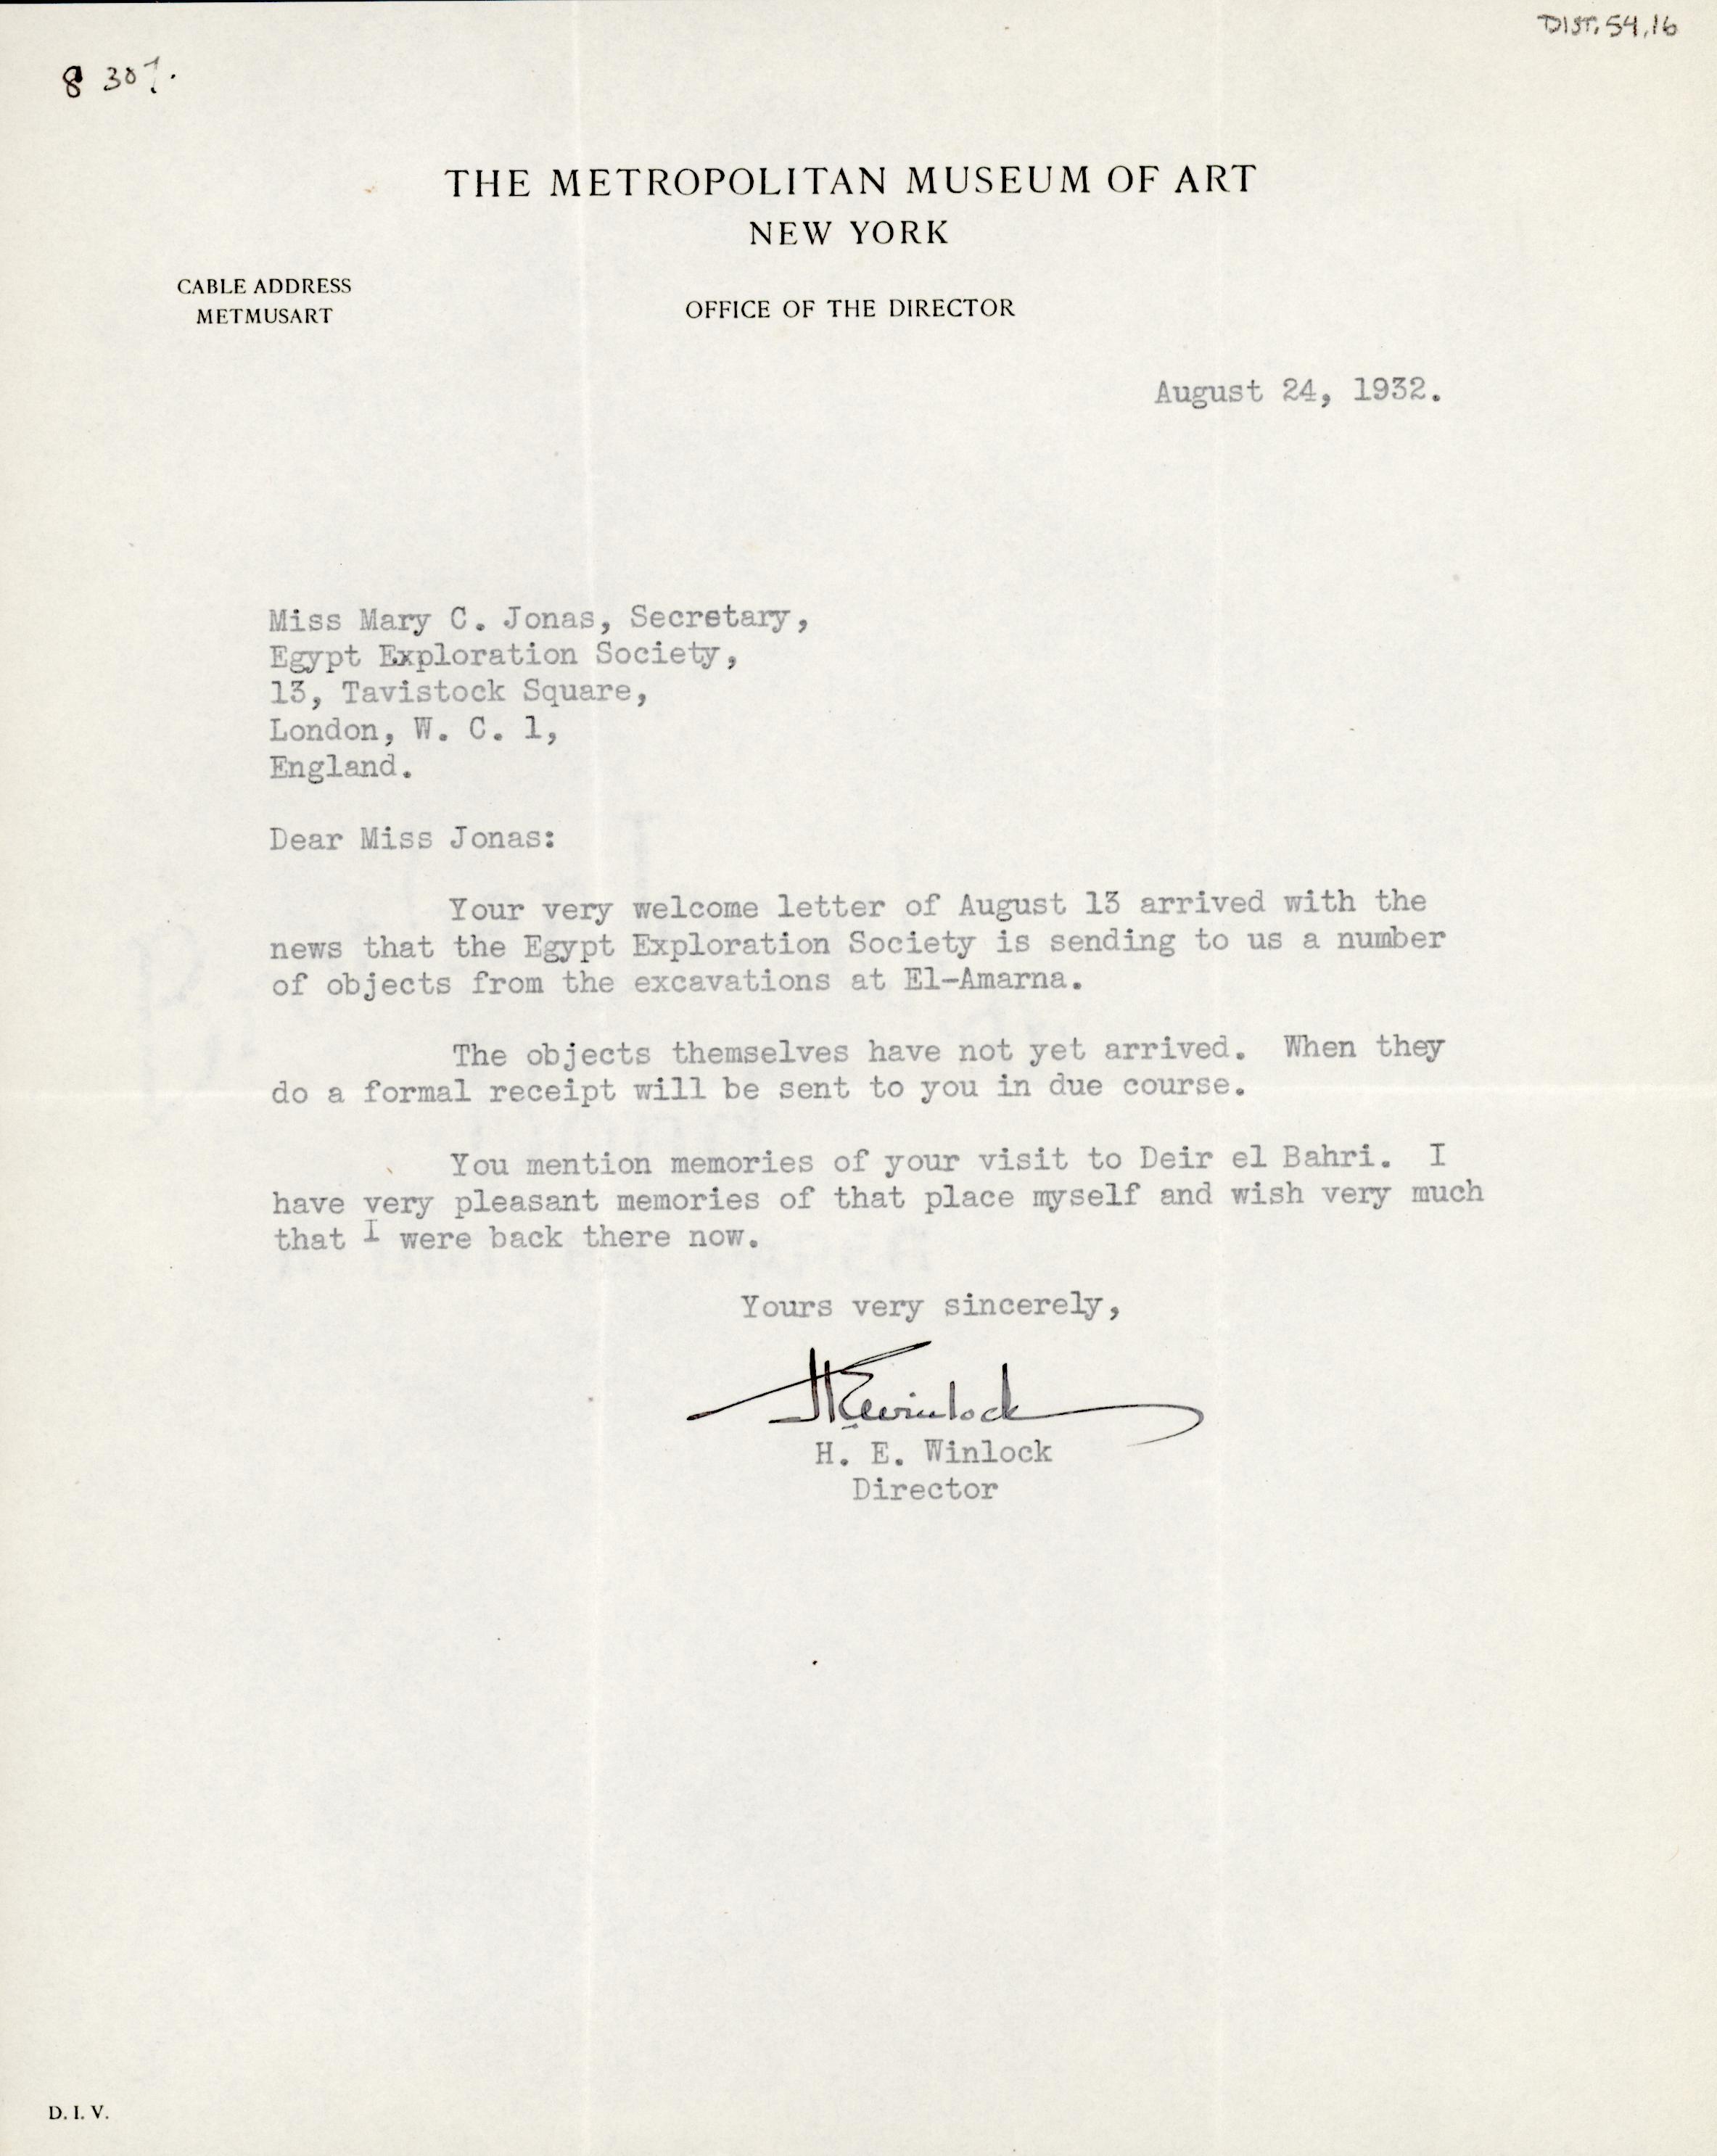 DIST. 54.16
8 307.
THE METROPOLITAN MUSEUM OF ART
NEW YORK
CABLE ADDRESS
METMUSART
OFFICE OF THE DIRECTOR
August 24, 1932.
Miss Mary C. Jonas, Secretary,
Egypt Exploration Society,
13, Tavistock Square,
London, W. C. 1,
England.
Dear Miss Jonas:
Your very welcome letter of August 13 arrived with the
news that the Egypt Exploration Society is sending to us a number
of objects from the excavations at El-Amarna.
The objects themselves have not yet arrived. When they
do a formal receipt will be sent to you in due course.
You mention memories of your visit to Deir el Bahri. I
have very pleasant memories of that place myself and wish very much
that I were back there now.
Yours very sincerely,
HEWinlock
H. E. Winlock
Director
D. I. V.